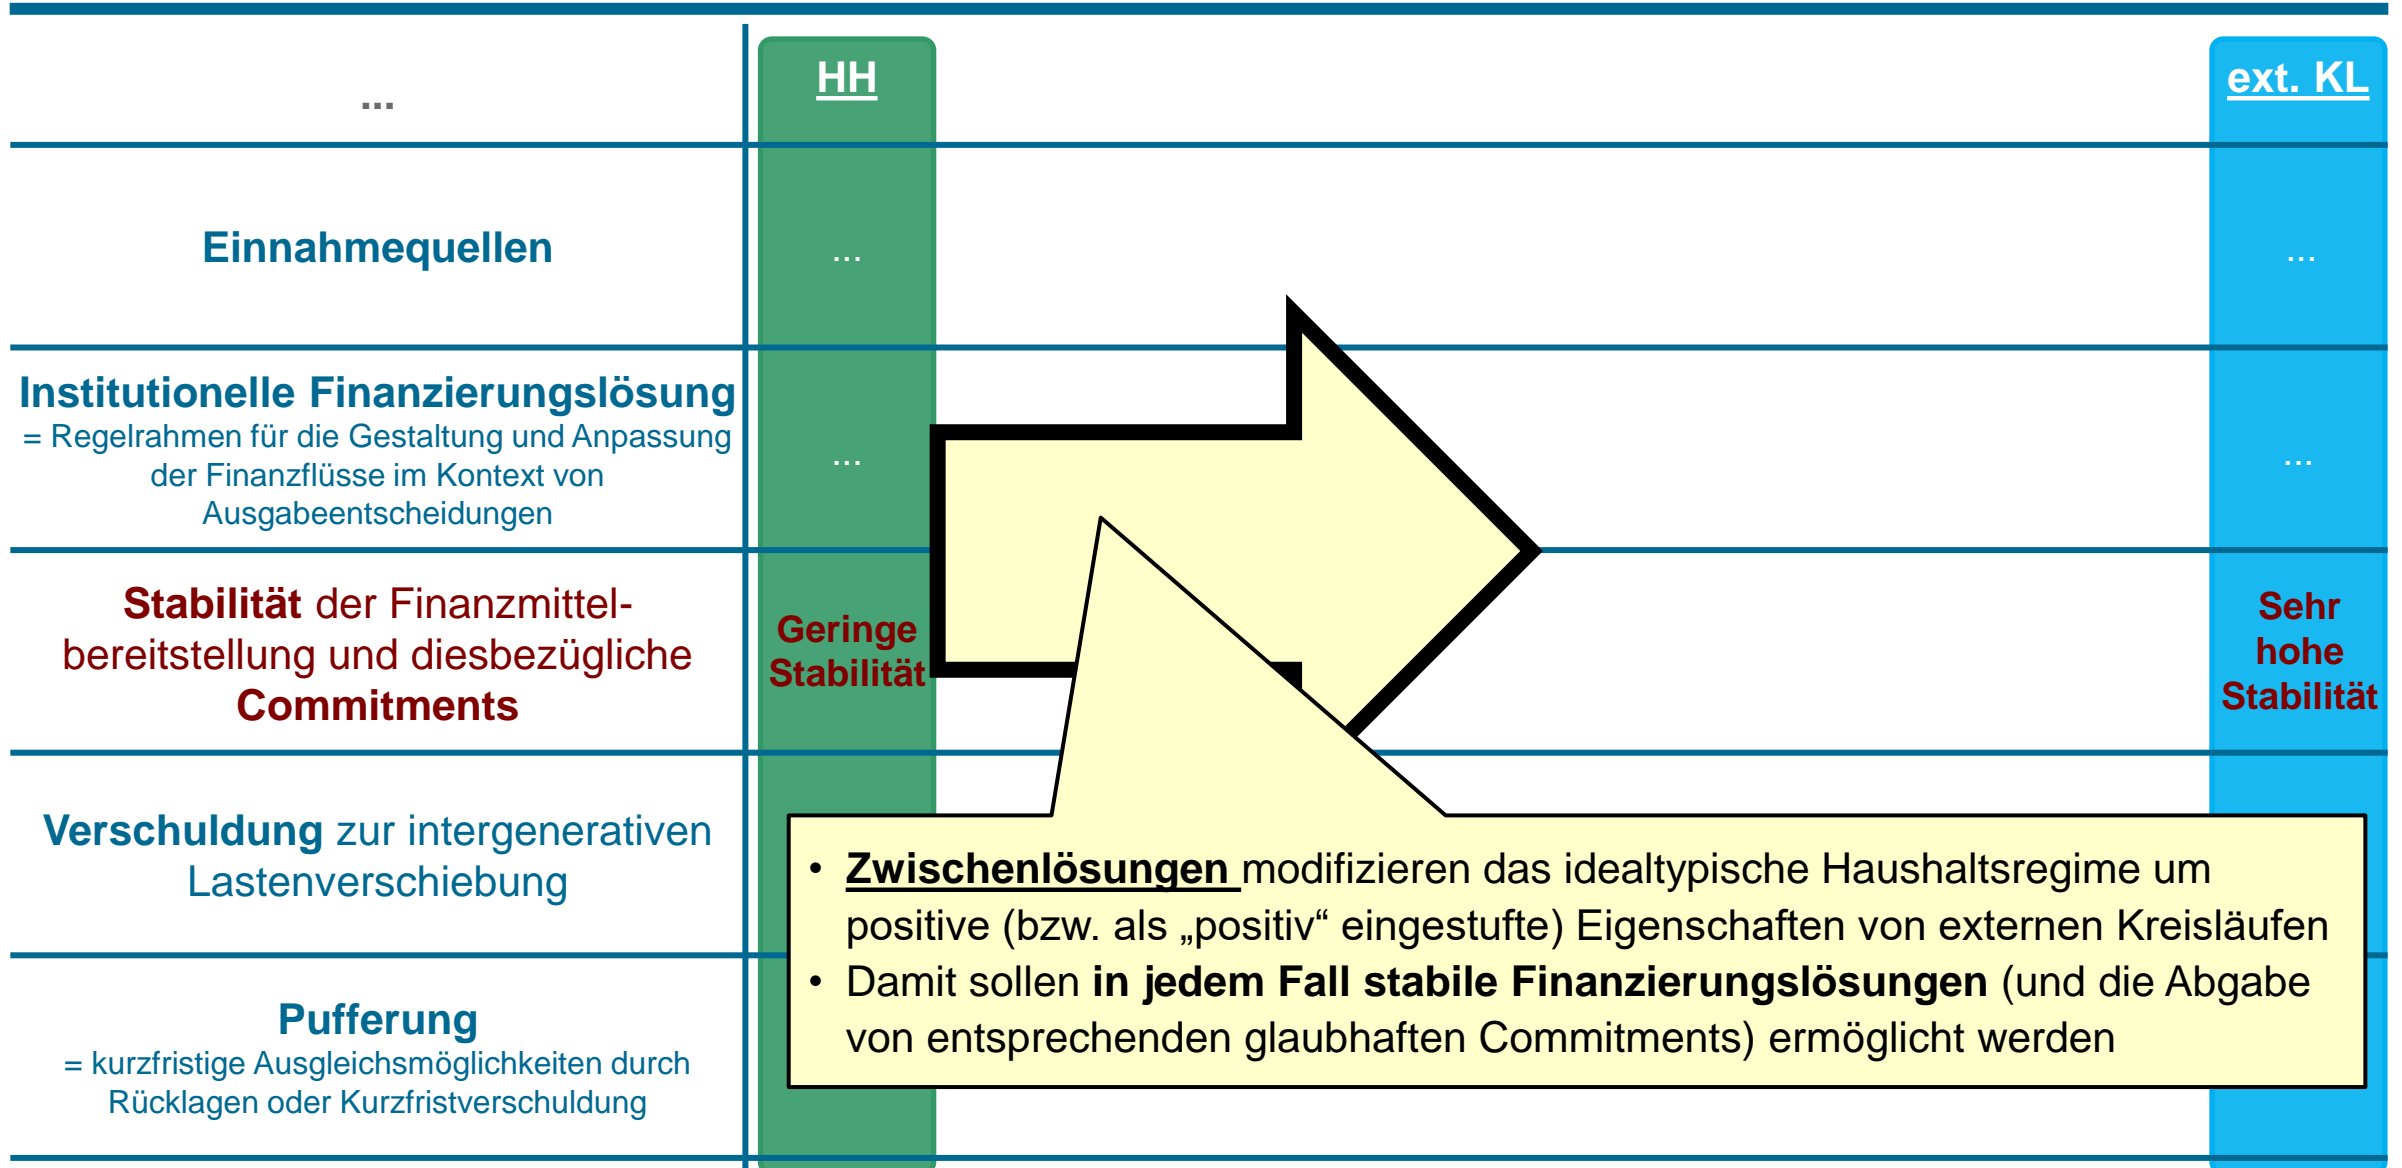 ...
HH
ext. KL
Einnahmequellen
...
...
Institutionelle Finanzierungslösung
= Regelrahmen für die Gestaltung und Anpassung
der Finanzflüsse im Kontext von
Ausgabeentscheidungen
...
...
Stabilität der Finanzmittel-
bereitstellung und diesbezügliche
Commitments
Geringe
Stabilität
Sehr
hohe
Stabilität
Verschuldung zur intergenerativen
Lastenverschiebung
• Zwischenlösungen modifizieren das idealtypische Haushaltsregime um
positive (bzw. als „positiv“ eingestufte) Eigenschaften von externen Kreisläufen
• Damit sollen in jedem Fall stabile Finanzierungslösungen (und die Abgabe
von entsprechenden glaubhaften Commitments) ermöglicht werden
Pufferung
= kurzfristige Ausgleichsmöglichkeiten durch
Rücklagen oder Kurzfristverschuldung